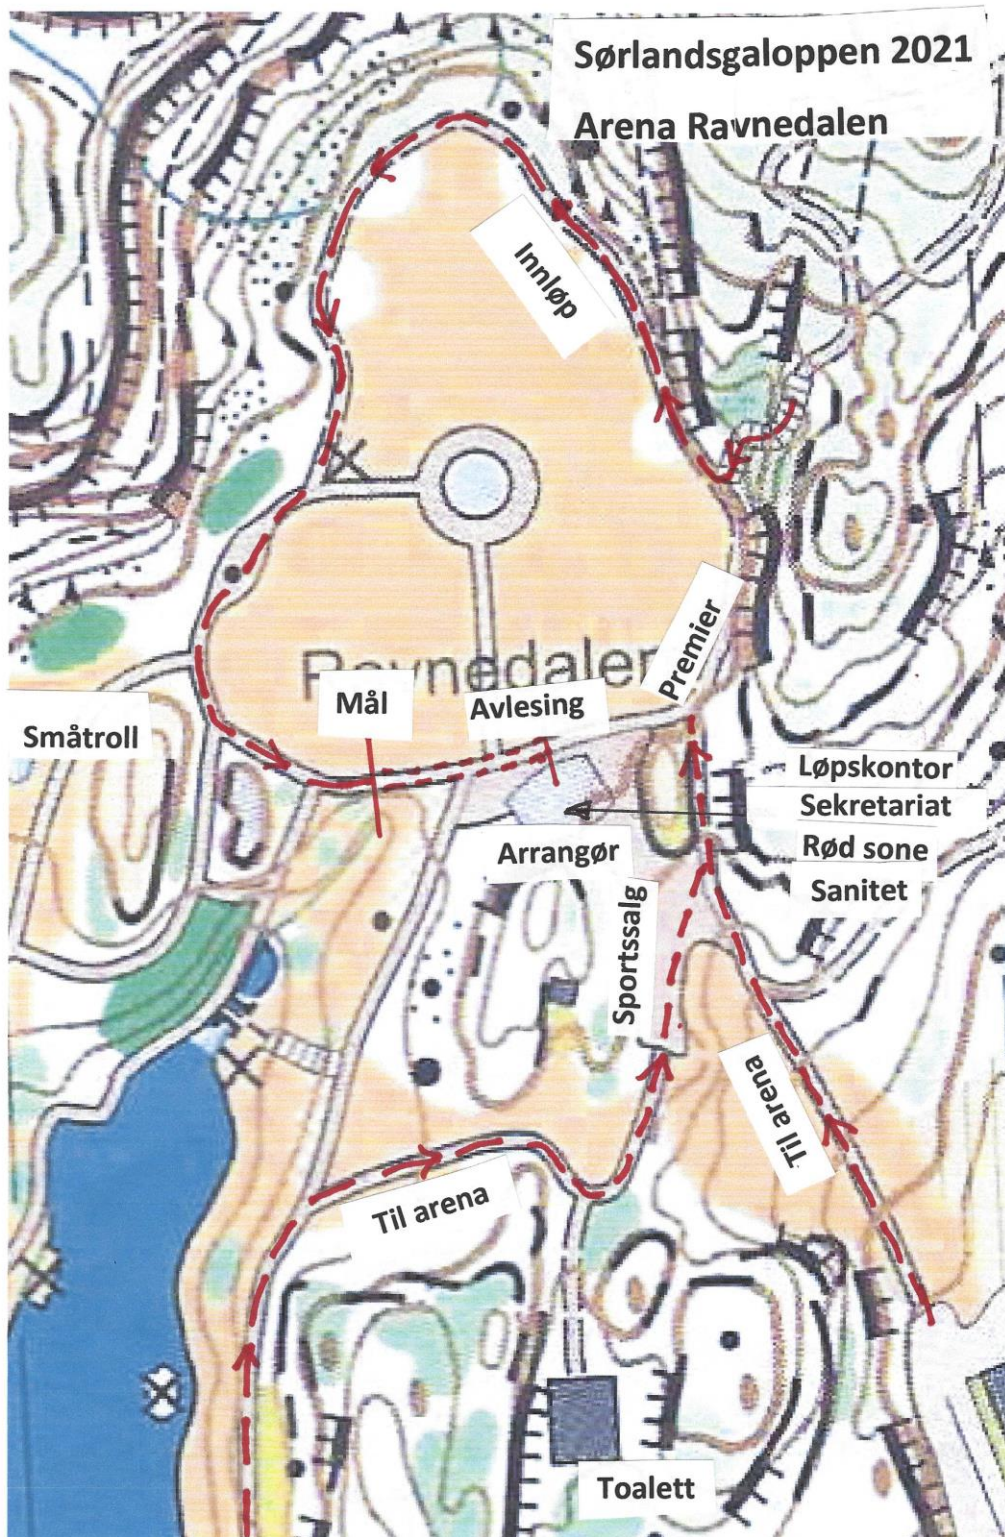 Sørlandsgaloppen 2021
Arena Ravnedalen
Innløp
Ravnedalen
Premier
Småtroll
Mål
Avlesing
Løpskontor
Sekretariat
Rød sone
Sanitet
Arrangør
Sportssalg
Til arena
Til arena
Toalett